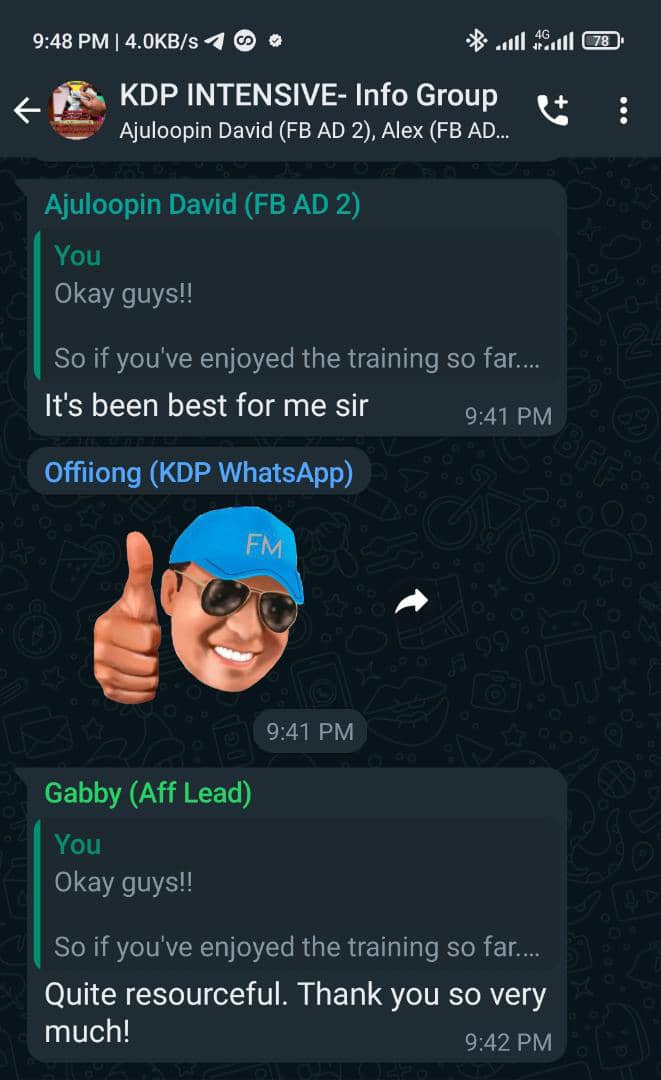 9:48 PM | 4.0KB/s
4G
78
KDP INTENSIVE- Info Group
Ajuloopin David (FB AD 2), Alex (FB AD...
Ajuloopin David (FB AD 2)
You
Okay guys!!
So if you've enjoyed the training so far....
It's been best for me sir
9:41 PM
Offiiong (KDP WhatsApp)
FM
9:41 PM
Gabby (Aff Lead)
You
Okay guys!!
So if you've enjoyed the training so far....
Quite resourceful. Thank you so very
much!
9:42 PM